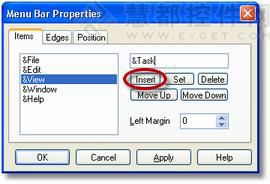 慧都控件网
WWW.EVGET.COM
Menu Bar Properties
Items
Edges
Position
&File
&Edit
&View
&Window
&Help
&Task
Insert
Set
Delete
Move Up
Move Down
Left Margin
0
OK
Cancel
Apply
Help